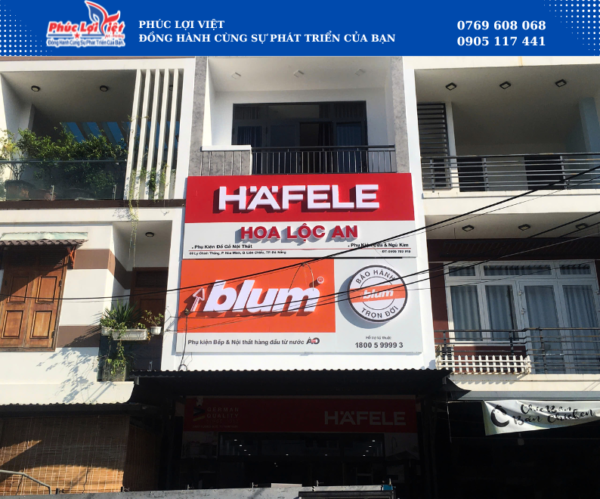 Phúc Lợi Việt
Đồng Hành Cùng Sự Phát Triển Của Bạn
PHÚC LỢI VIỆT
ĐỒNG HÀNH CÙNG SỰ PHÁT TRIỂN CỦA BẠN
0769 608 068
0905 117 441
HÄFELE
HOA LỘC AN
Phụ Kiện Đồ Gỗ Nội Thất
blum
BẢO HÀNH
blum
TRỌN ĐỜI
Phụ kiện Bếp & Nội thất hàng đầu từ nước ÁO
1800 5 9999 3
HÄFELE